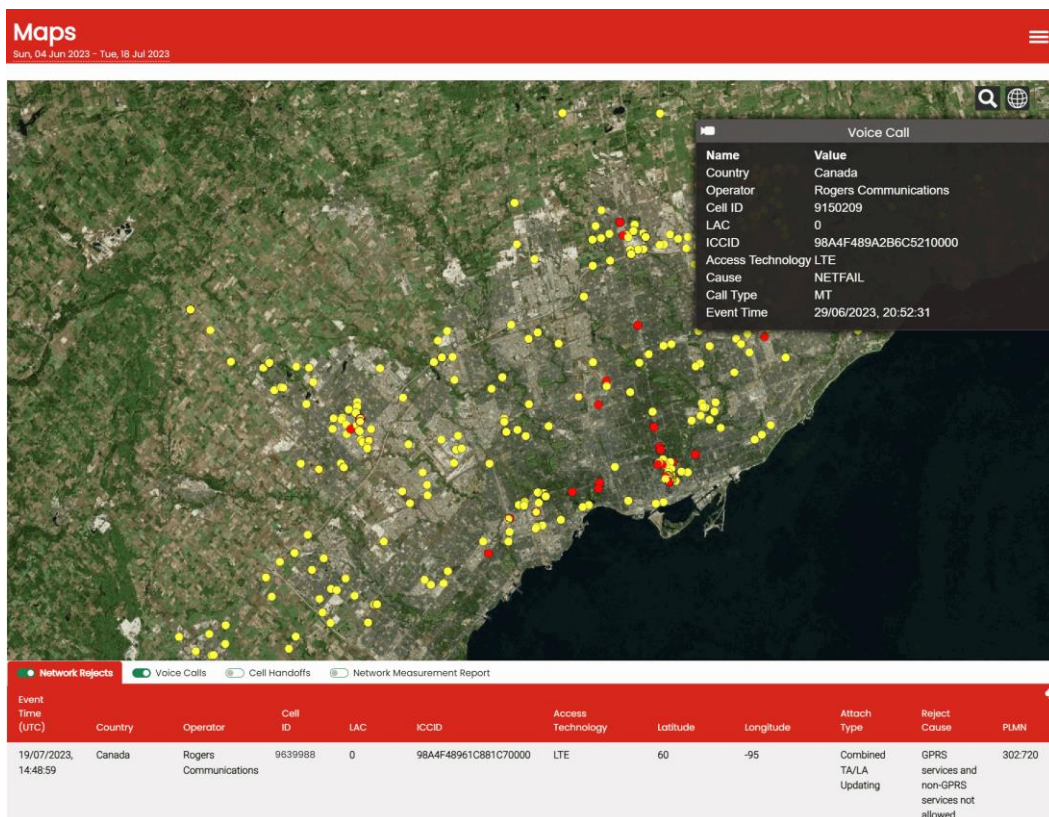 Maps
Sun, 04 Jun 2023 - Tue, 18 Jul 2023
Voice Call
Name Value
Country Canada
Operator Rogers Communications
Cell ID 9150209
LAC 0
ICCID 98A4F489A2B6C5210000
Access Technology LTE
Cause NETFAIL
Call Type MT
Event Time 29/06/2023, 20:52:31
Network Rejects Voice Calls Cell Handoffs Network Measurement Report
Event
Time Cell Access Attach Reject
(UTC) Country Operator ID LAC ICCID Technology Latitude Longitude Type Cause PLMN
19/07/2023, Canada Rogers 9639988 0 98A4F48961C881C70000 LTE 60 -95 Combined GPRS 302:720
14:48:59 Communications TA/LA services and
Updating non-GPRS
services not
allowed